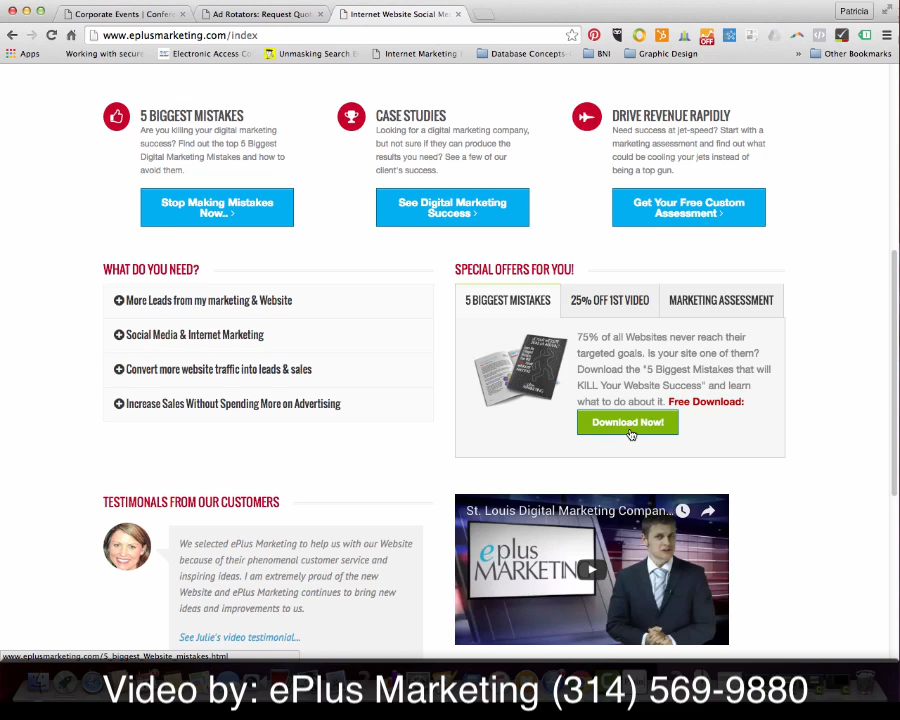 Corporate Events | Confer
Ad Rotators: Request Quo
Internet Website Social Me
Patricia
www.eplusmarketing.com/index
OFF
Apps
Working with secure
Electronic Access Co
Unmasking Search E
Internet Marketing
Database Concepts-
BNI
Graphic Design
»
Other Bookmarks
5 BIGGEST MISTAKES
Are you killing your digital marketing
success? Find out the top 5 Biggest
Digital Marketing Mistakes and how to
avoid them.
Stop Making Mistakes
Now.. ›
CASE STUDIES
Looking for a digital marketing company,
but not sure if they can produce the
results you need? See a few of our
client's success.
See Digital Marketing
Success ›
DRIVE REVENUE RAPIDLY
Need success at jet-speed? Start with a
marketing assessment and find out what
could be cooling your jets instead of
being a top gun.
Get Your Free Custom
Assessment ›
WHAT DO YOU NEED?
More Leads from my marketing & Website
Social Media & Internet Marketing
Convert more website traffic into leads & sales
Increase Sales Without Spending More on Advertising
SPECIAL OFFERS FOR YOU!
5 BIGGEST MISTAKES
25% OFF 1ST VIDEO
MARKETING ASSESSMENT
75% of all Websites never reach their
targeted goals. Is your site one of them?
Download the "5 Biggest Mistakes that will
KILL Your Website Success" and learn
what to do about it. Free Download:
Download Now!
TESTIMONALS FROM OUR CUSTOMERS
We selected ePlus Marketing to help us with our Website
because of their phenomenal customer service and
inspiring ideas. I am extremely proud of the new
Website and ePlus Marketing continues to bring new
ideas and improvements to us.
See Julie's video testimonial...
St. Louis Digital Marketing Compan...
eplus
MARKETING
www.eplusmarketing.com/5_biggest_Website_mistakes.html
Video by: ePlus Marketing (314) 569-9880